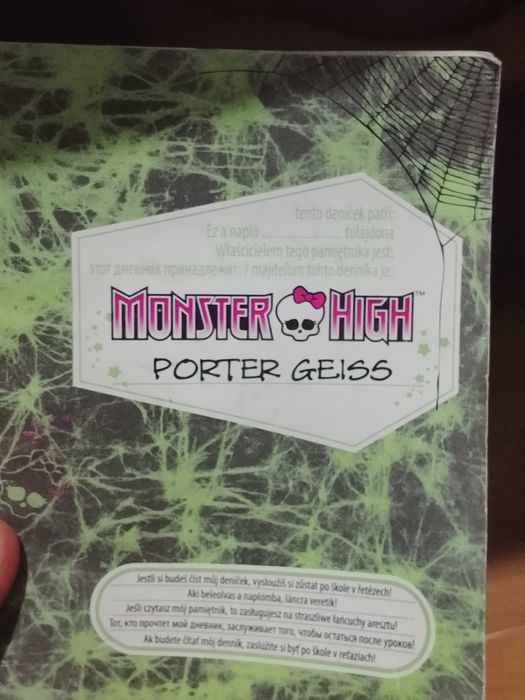 tento deníček patří:
Ez a napló .................... tulajdona
Właścicielem tego pamiętnika jest:
этот дневник принадлежит: / majiteľom tohto denníka je:
MONSTER HIGH™
PORTER GEISS
Jestli si budeš číst můj deníček, vysloužíš si zůstat po škole v řetězech!
Aki beleolvas a naplómba, láncra veretik!
Jeśli czytasz mój pamiętnik, to zasługujesz na straszliwe łańcuchy aresztu!
Тот, кто прочтет мой дневник, заслуживает того, чтобы остаться после уроков!
Ak budete čítať môj denník, zaslúžite si byť po škole v reťaziach!